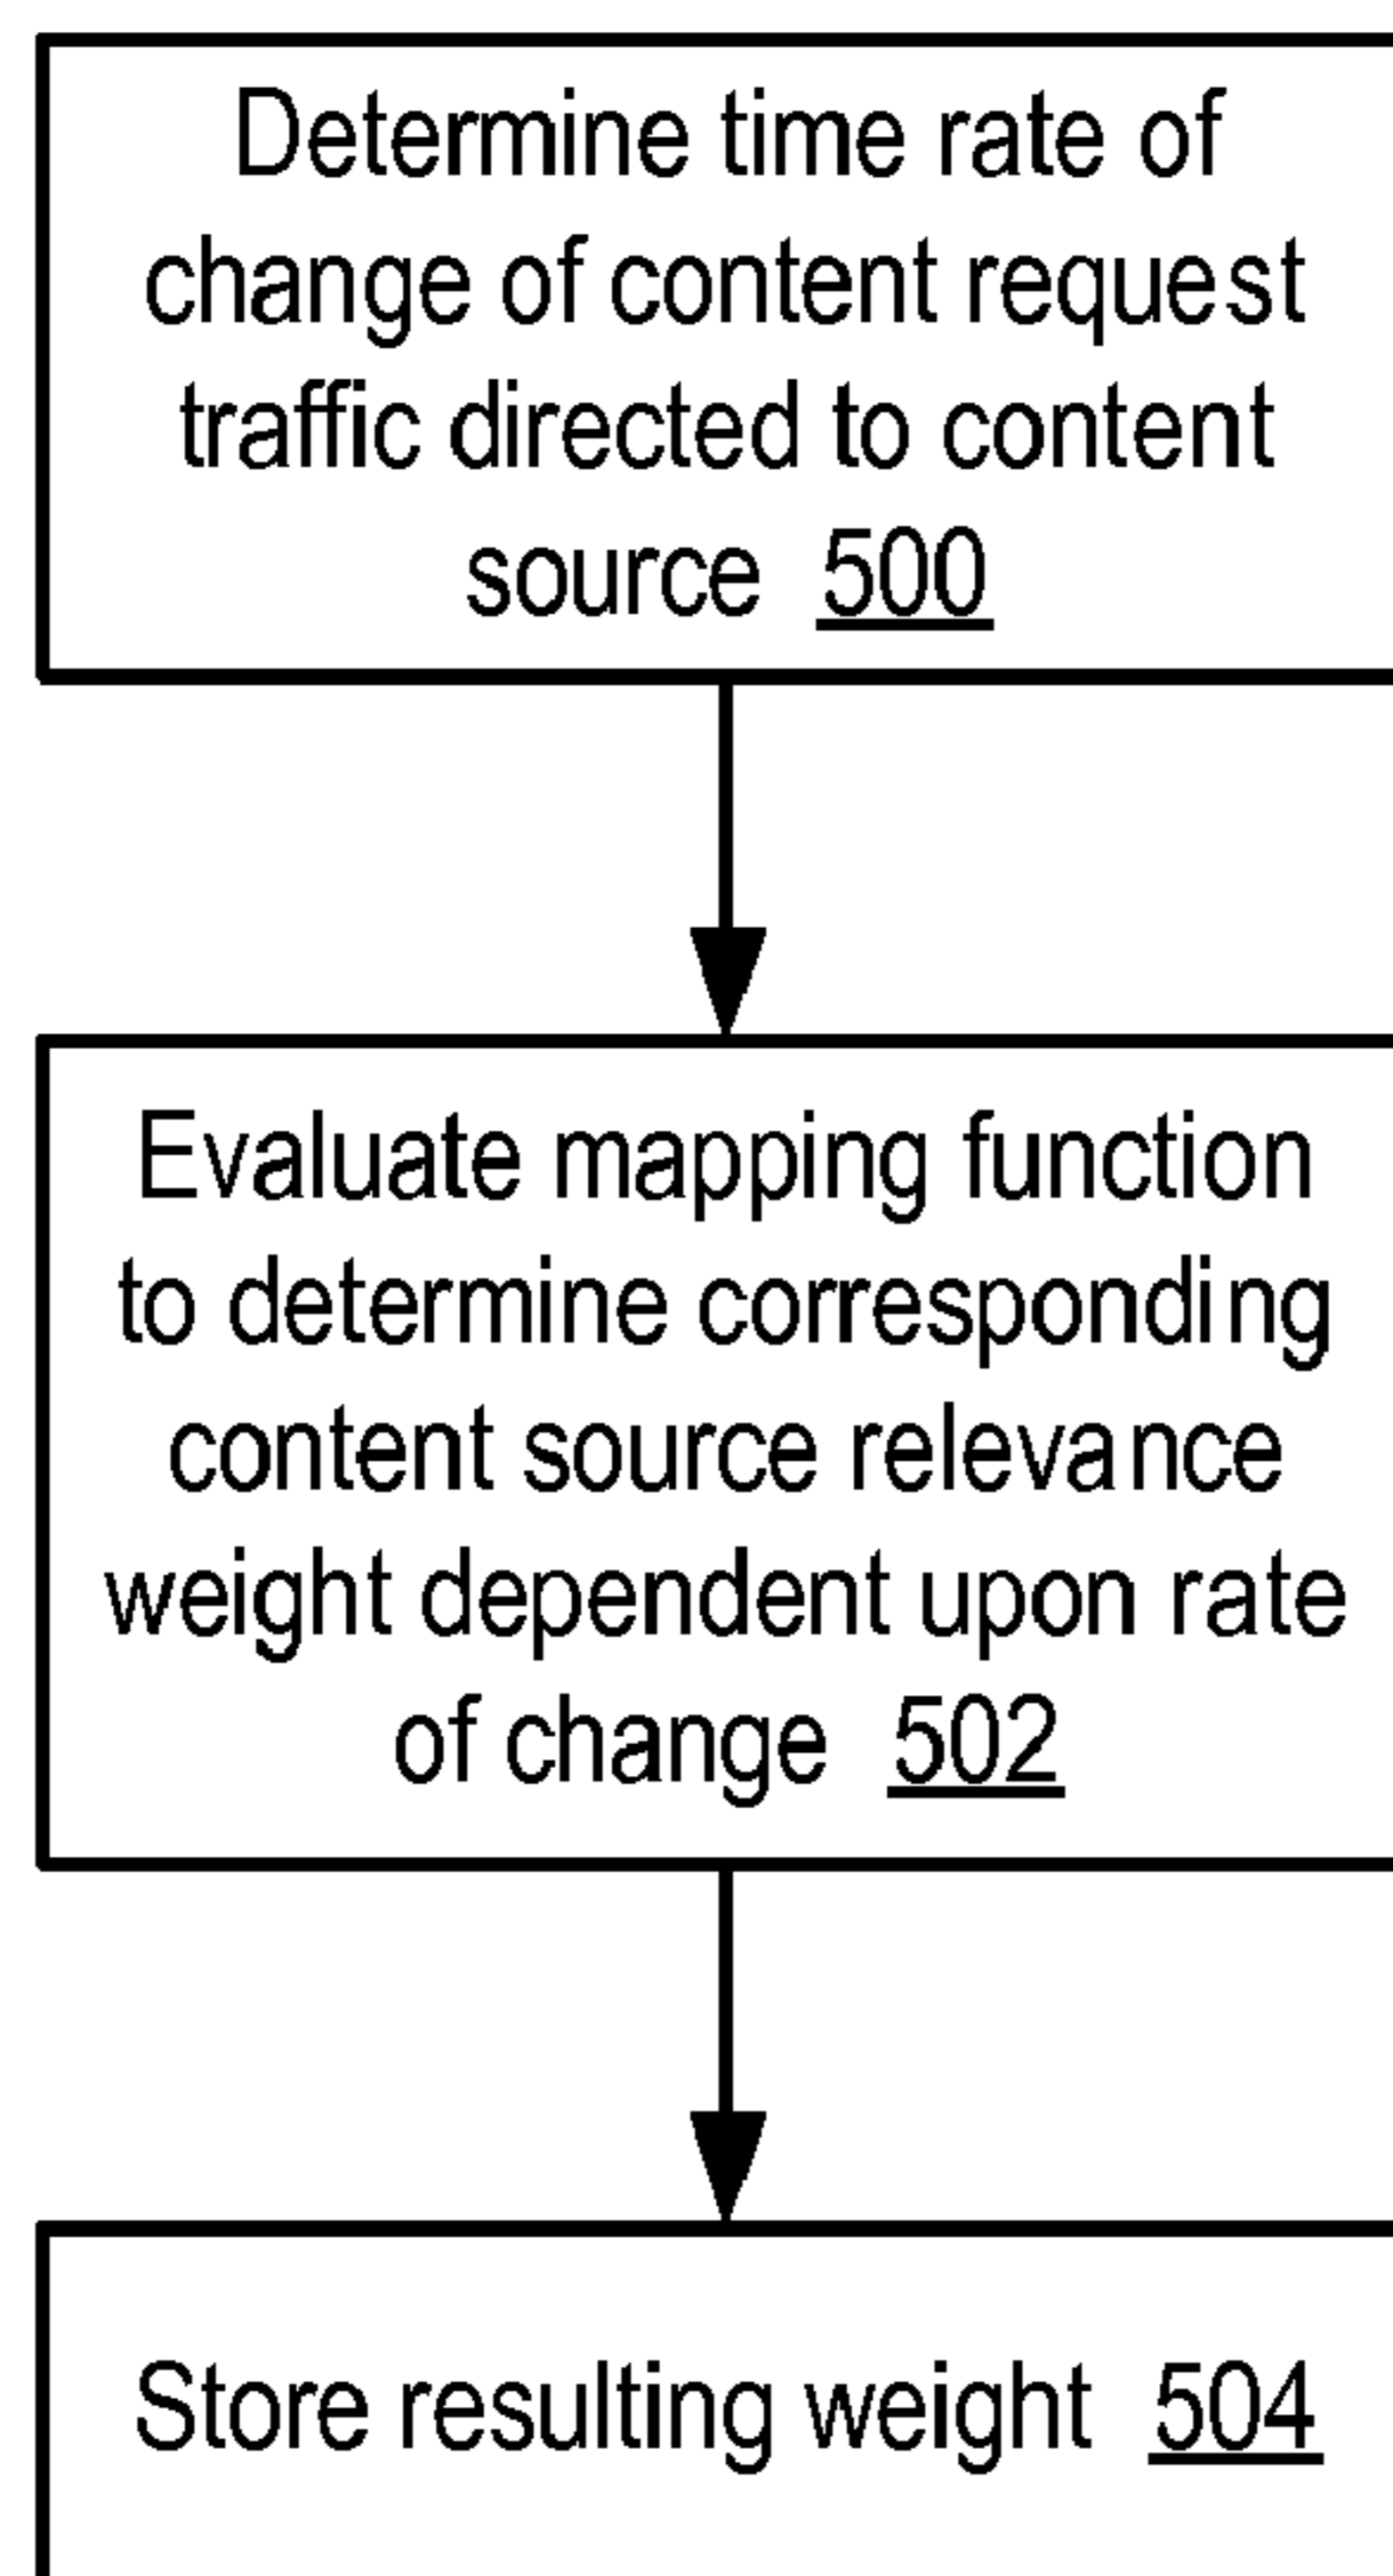 Determine time rate of
change of content request
traffic directed to content
source 500
Evaluate mapping function
to determine corresponding
content source relevance
weight dependent upon rate
of change 502
Store resulting weight 504